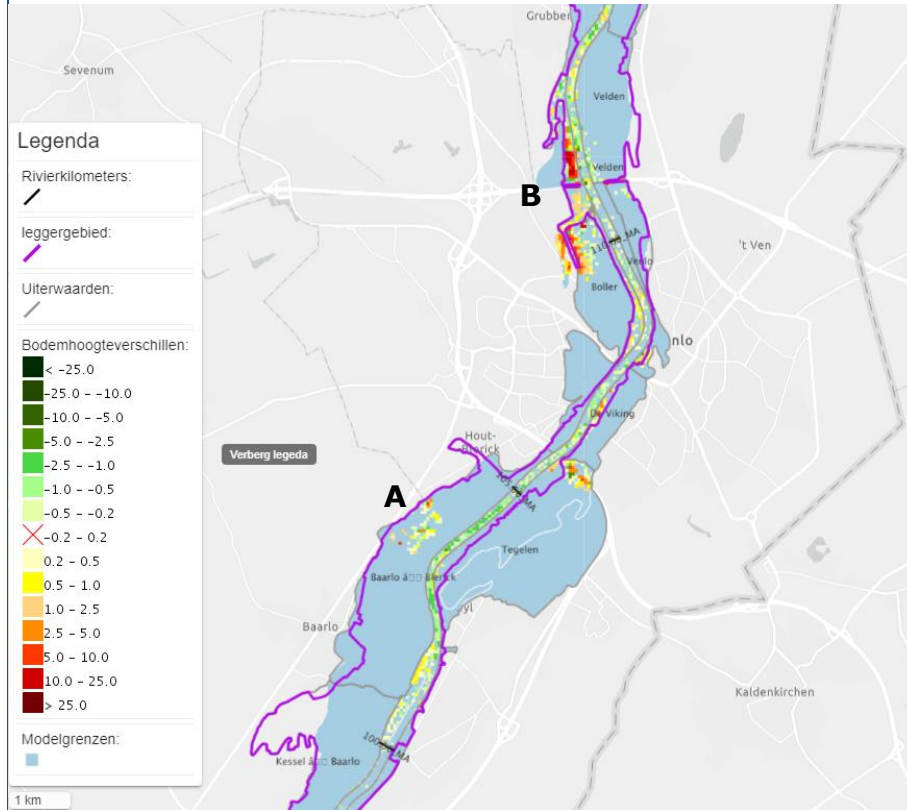 Grubber
Sevenum
Velden
Legenda
Rivierkilometers:
leggergebied:
Uiterwaarden:
Bodemhoogteverschillen:
< -25.0
-25.0 - -10.0
-10.0 - -5.0
-5.0 - -2.5
-2.5 - -1.0
-1.0 - -0.5
-0.5 - -0.2
-0.2 - 0.2
0.2 - 0.5
0.5 - 1.0
1.0 - 2.5
2.5 - 5.0
5.0 - 10.0
10.0 - 25.0
> 25.0
Modelgrenzen:
1 km
Velden
B
't Ven
Venlo
Boller
nlo
De Viking
Hout-
Blerick
Verberg legeda
A
Tegelen
Baarlo â Blerick
yl
Baarlo
Kaldenkirchen
Kessel â Baarlo